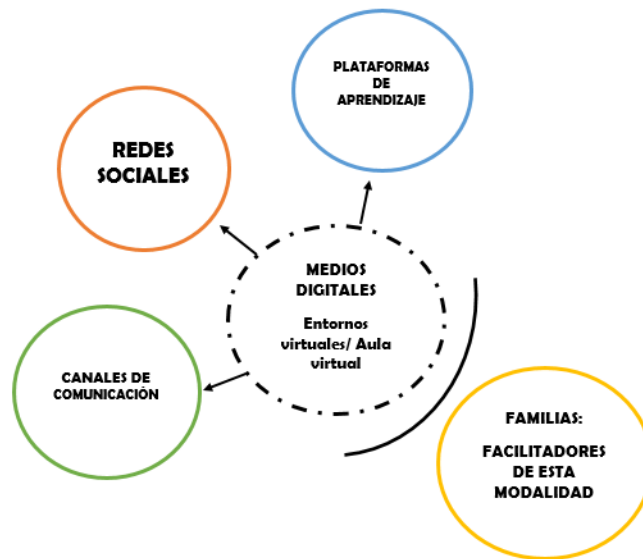 PLATAFORMAS
DE
APRENDIZAJE
REDES
SOCIALES
MEDIOS
DIGITALES
Entornos
virtuales/ Aula
virtual
CANALES DE
COMUNICACIÓN
FAMILIAS:
FACILITADORES
DE ESTA
MODALIDAD